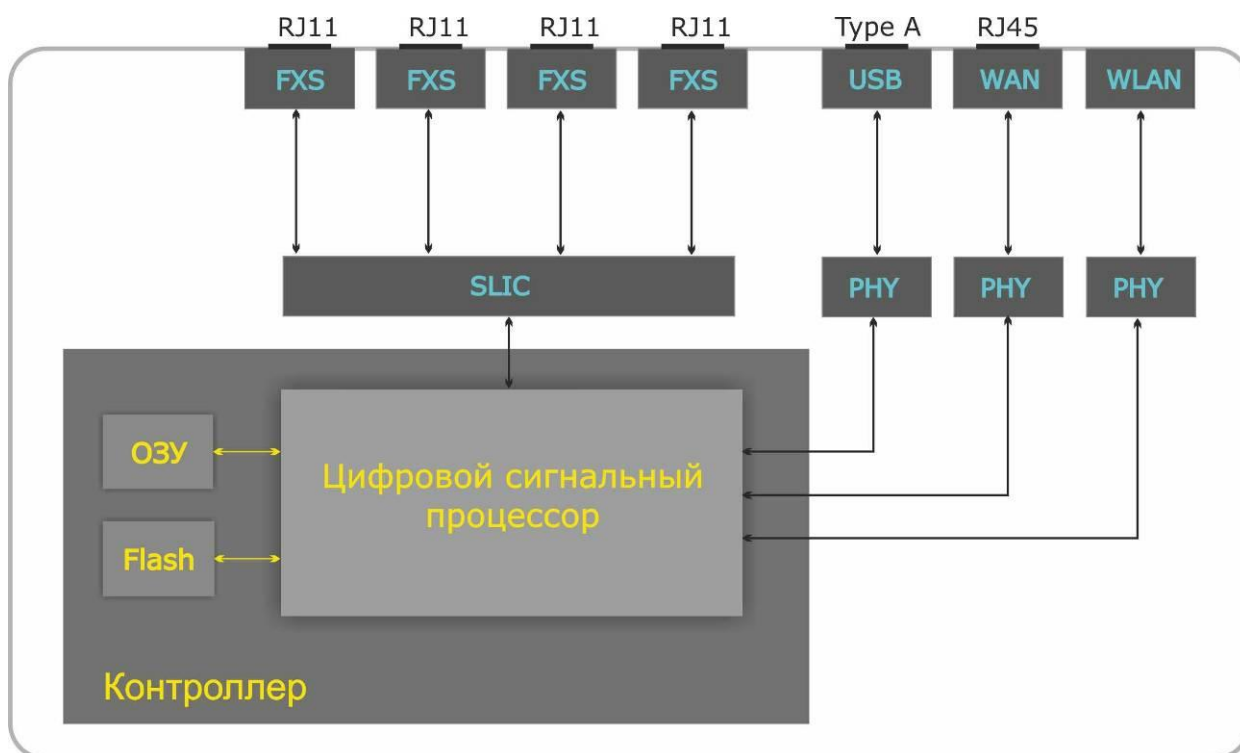 RJ11 RJ11 RJ11 RJ11 Type A RJ45
FXS FXS FXS FXS USB WAN WLAN
SLIC PHY PHY PHY
ОЗУ
Цифровой сигнальный
процессор
Flash
Контроллер